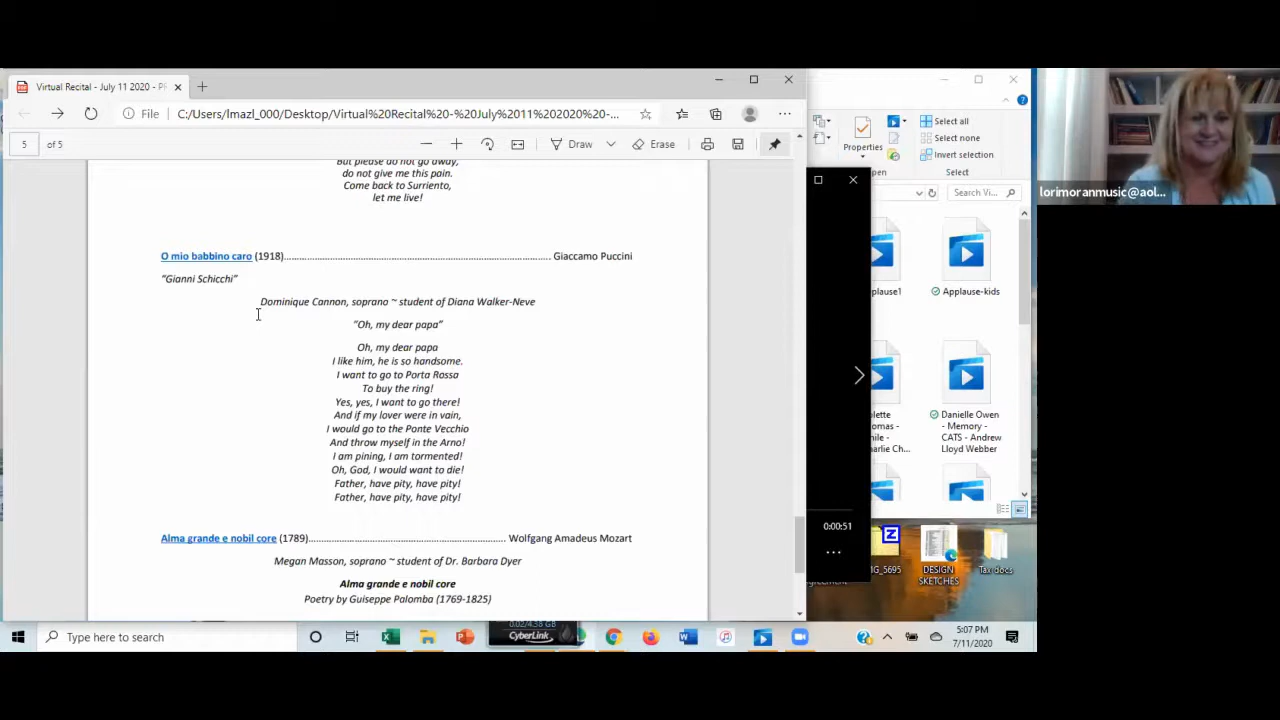 Virtual Recital - July 11 2020 - P
File
C:/Users/lmazl_000/Desktop/Virtual%20Recital%20-%20July%2011%202020%20-...
5 of 5
Draw
Erase
But please do not go away,
do not give me this pain.
Come back to Surriento,
let me live!
O mio babbino caro (1918)............................................................ Giaccamo Puccini
“Gianni Schicchi”
Dominique Cannon, soprano ~ student of Diana Walker-Neve
“Oh, my dear papa”
Oh, my dear papa
I like him, he is so handsome.
I want to go to Porta Rossa
To buy the ring!
Yes, yes, I want to go there!
And if my lover were in vain,
I would go to the Ponte Vecchio
And throw myself in the Arno!
I am pining, I am tormented!
Oh, God, I would want to die!
Father, have pity, have pity!
Father, have pity, have pity!
Alma grande e nobil core (1789)............................................................ Wolfgang Amadeus Mozart
Megan Masson, soprano ~ student of Dr. Barbara Dyer
Alma grande e nobil core
Poetry by Guiseppe Palomba (1769-1825)
Properties
Select all
Select none
Invert selection
Select
Search Vi...
Applause-kids
Danielle Owen
- Memory -
CATS - Andrew
Lloyd Webber
0:00:51
DESIGN
SKETCHES
Tax docs
lorimoranmusic@aol...
Type here to search
CyberLink
5:07 PM
7/11/2020